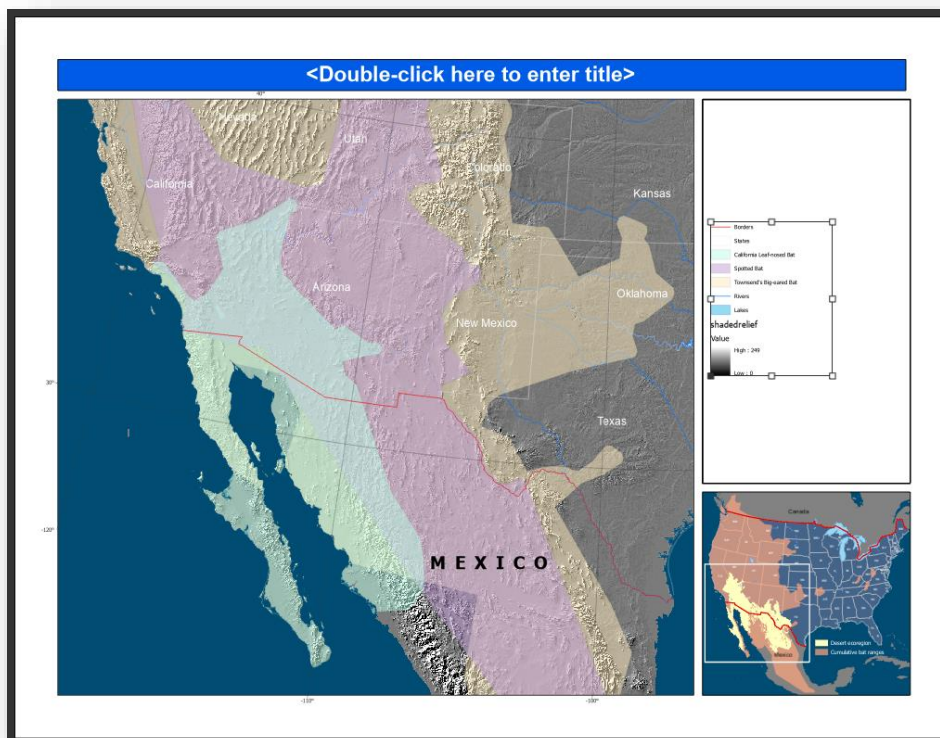 <Double-click here to enter title>
40°
Nevada
Utah
Colorado
California
Kansas
Arizona
Oklahoma
New Mexico
30°
Texas
-120°
MEXICO
-110°
-100°
Borders
States
California Leaf-nosed Bat
Spotted Bat
Townsend's Big-eared Bat
Rivers
Lakes
shadedrelief
Value
High : 249
Low : 0
Canada
Desert ecoregion
Cumulative bat ranges
Mexico